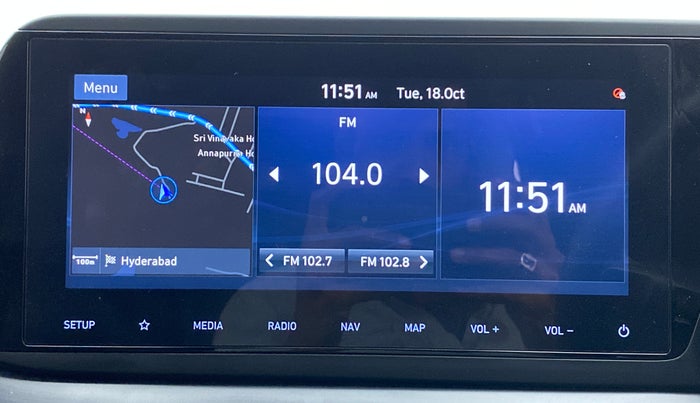 Menu
11:51 AM Tue, 18.Oct
N
Sri Vinayaka
Annapurna
100m
Hyderabad
FM
104.0
FM 102.7
FM 102.8
11:51 AM
SETUP
MEDIA
RADIO
NAV
MAP
VOL +
VOL −